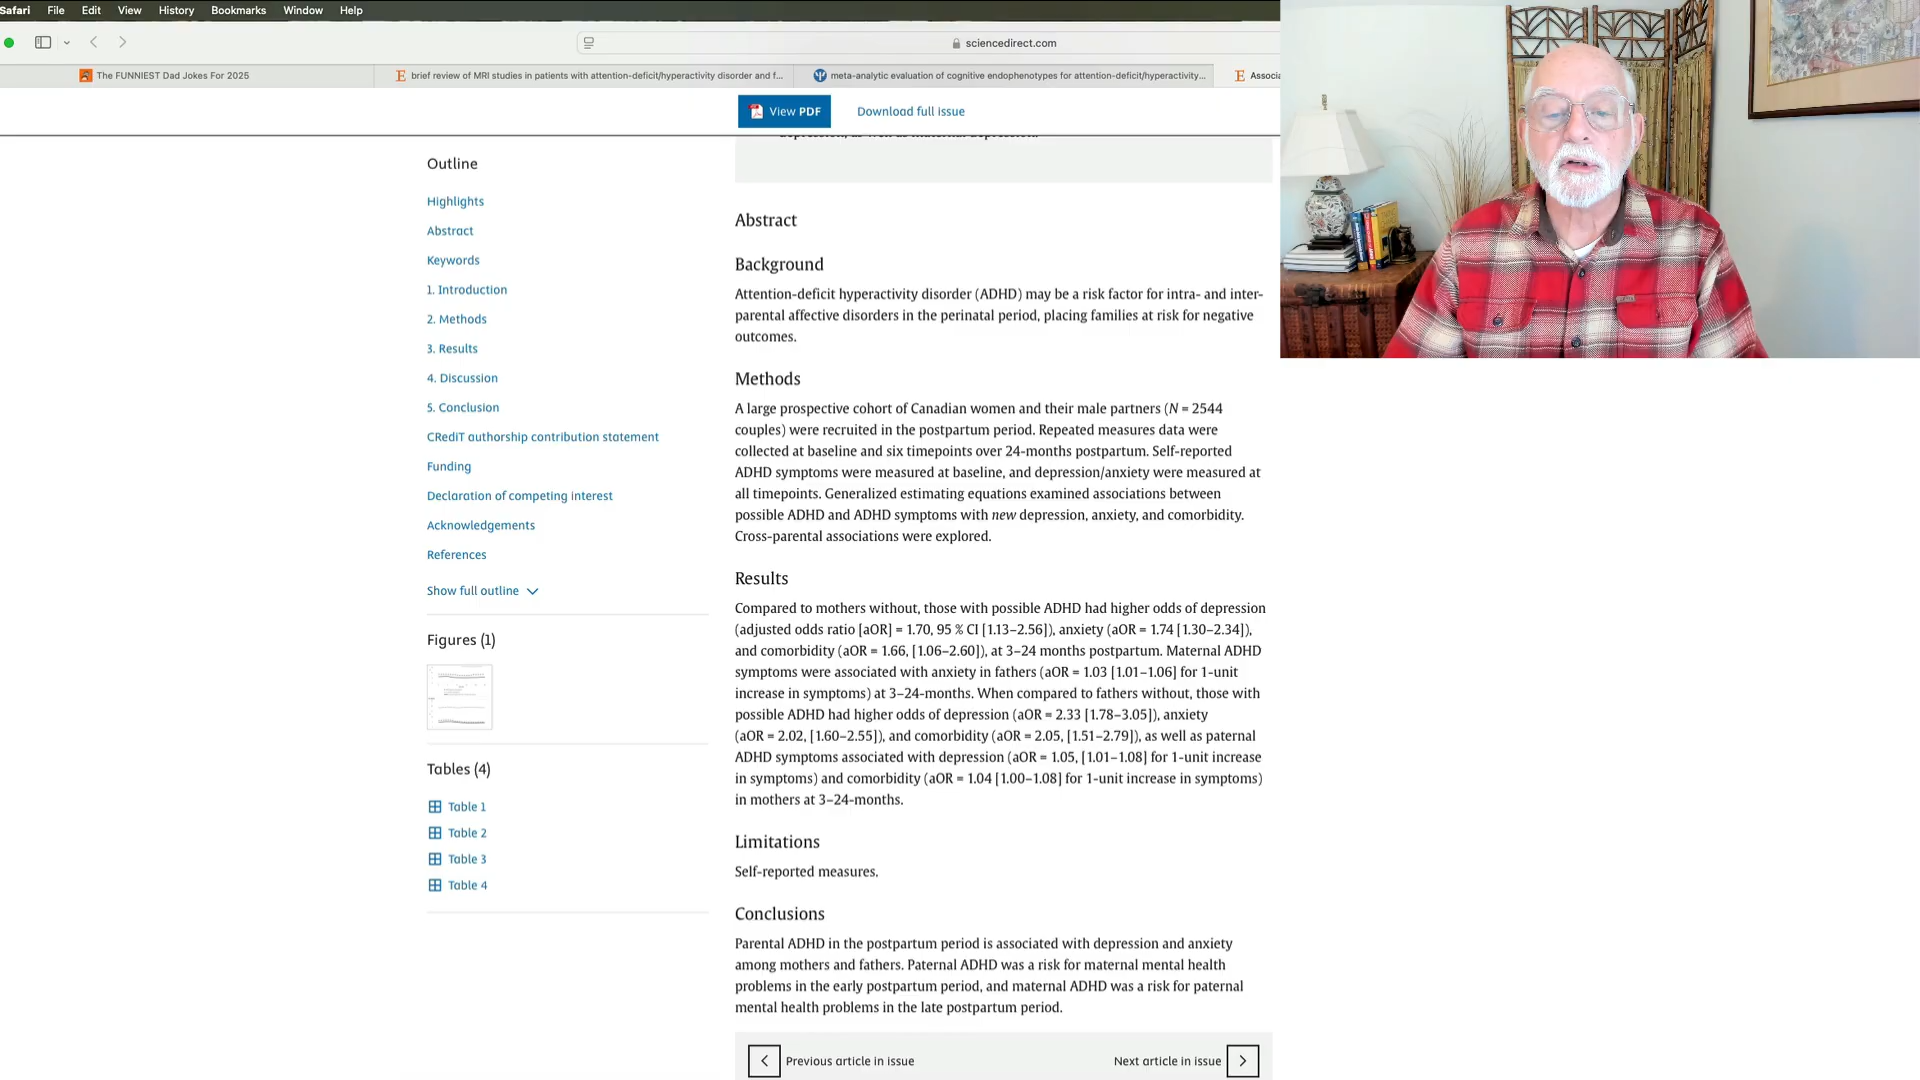 Safari File Edit View History Bookmarks Window Help
sciencedirect.com
The FUNNIEST Dad Jokes For 2025
brief review of MRI studies in patients with attention-deficit/hyperactivity disorder and f...
meta-analytic evaluation of cognitive endophenotypes for attention-deficit/hyperactivity...
Associa
View PDF
Download full issue
depression, as well as maternal depression.
Outline
Highlights
Abstract
Keywords
1. Introduction
2. Methods
3. Results
4. Discussion
5. Conclusion
CRediT authorship contribution statement
Funding
Declaration of competing interest
Acknowledgements
References
Show full outline
Figures (1)
Tables (4)
Table 1
Table 2
Table 3
Table 4
Abstract
Background
Attention-deficit hyperactivity disorder (ADHD) may be a risk factor for intra- and inter-
parental affective disorders in the perinatal period, placing families at risk for negative
outcomes.
Methods
A large prospective cohort of Canadian women and their male partners (N = 2544
couples) were recruited in the postpartum period. Repeated measures data were
collected at baseline and six timepoints over 24-months postpartum. Self-reported
ADHD symptoms were measured at baseline, and depression/anxiety were measured at
all timepoints. Generalized estimating equations examined associations between
possible ADHD and ADHD symptoms with new depression, anxiety, and comorbidity.
Cross-parental associations were explored.
Results
Compared to mothers without, those with possible ADHD had higher odds of depression
(adjusted odds ratio [aOR] = 1.70, 95 % CI [1.13–2.56]), anxiety (aOR = 1.74 [1.30–2.34]),
and comorbidity (aOR = 1.66, [1.06–2.60]), at 3–24 months postpartum. Maternal ADHD
symptoms were associated with anxiety in fathers (aOR = 1.03 [1.01–1.06] for 1-unit
increase in symptoms) at 3–24-months. When compared to fathers without, those with
possible ADHD had higher odds of depression (aOR = 2.33 [1.78–3.05]), anxiety
(aOR = 2.02, [1.60–2.55]), and comorbidity (aOR = 2.05, [1.51–2.79]), as well as paternal
ADHD symptoms associated with depression (aOR = 1.05, [1.01–1.08] for 1-unit increase
in symptoms) and comorbidity (aOR = 1.04 [1.00–1.08] for 1-unit increase in symptoms)
in mothers at 3–24-months.
Limitations
Self-reported measures.
Conclusions
Parental ADHD in the postpartum period is associated with depression and anxiety
among mothers and fathers. Paternal ADHD was a risk for maternal mental health
problems in the early postpartum period, and maternal ADHD was a risk for paternal
mental health problems in the late postpartum period.
Previous article in issue
Next article in issue